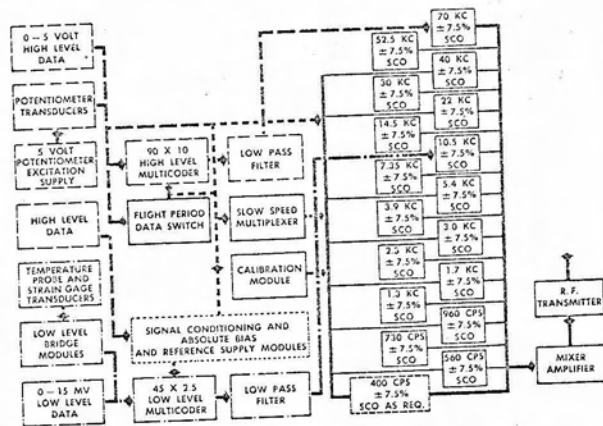 0-5 VOLT
HIGH LEVEL
DATA
POTENTIOMETER
TRANSDUCERS
5 VOLT
POTENTIOMETER
EXCITATION
SUPPLY
HIGH LEVEL
DATA
TEMPERATURE
PROBE AND
STRAIN GAGE
TRANSDUCERS
LOW LEVEL
BRIDGE
MODULES
0-15 MV
LOW LEVEL
DATA
90 X 10
HIGH LEVEL
MULTICODER
FLIGHT PERIOD
DATA SWITCH
SIGNAL CONDITIONING AND
ABSOLUTE BIAS
AND REFERENCE SUPPLY MODULES
45 X 2.5
LOW LEVEL
MULTICODER
LOW PASS
FILTER
SLOW SPEED
MULTIPLEXER
CALIBRATION
MODULE
LOW PASS
FILTER
70 KC
±7.5%
SCO
52.5 KC
±7.5%
SCO
40 KC
±7.5%
SCO
30 KC
±7.5%
SCO
22 KC
±7.5%
SCO
14.5 KC
±7.5%
SCO
10.5 KC
±7.5%
SCO
7.35 KC
±7.5%
SCO
5.4 KC
±7.5%
SCO
3.9 KC
±7.5%
SCO
3.0 KC
±7.5%
SCO
±7.5%
SCO
1.7 KC
±7.5%
SCO
1.3 KC
±7.5%
SCO
960 CPS
±7.5%
SCO
730 CPS
±7.5%
SCO
560 CPS
±7.5%
SCO
400 CPS
±7.5%
SCO AS REQ.
R.F.
TRANSMITTER
MIXER
AMPLIFIER